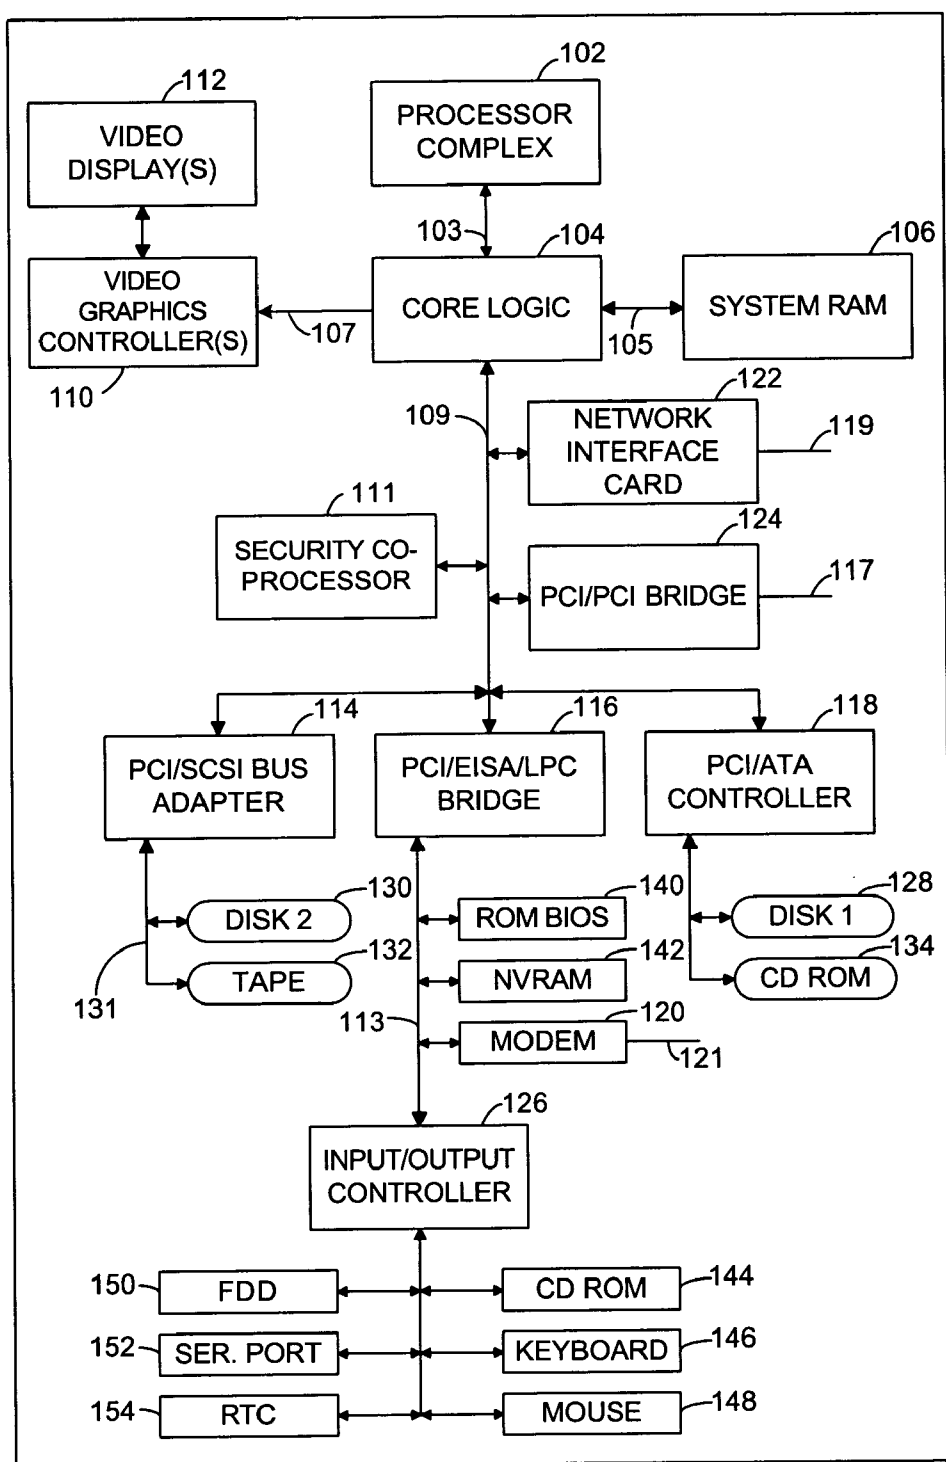 102
112
PROCESSOR
COMPLEX
VIDEO
DISPLAY(S)
103
104
106
VIDEO
GRAPHICS
CONTROLLER(S)
CORE LOGIC
SYSTEM RAM
107
105
110
122
109
NETWORK
INTERFACE
CARD
119
111
124
SECURITY CO-
PROCESSOR
PCI/PCI BRIDGE
117
114
116
118
PCI/SCSI BUS
ADAPTER
PCI/EISA/LPC
BRIDGE
PCI/ATA
CONTROLLER
130
140
128
DISK 2
ROM BIOS
DISK 1
132
142
134
TAPE
NVRAM
CD ROM
131
113
120
MODEM
121
126
INPUT/OUTPUT
CONTROLLER
150
FDD
CD ROM
144
152
SER. PORT
KEYBOARD
146
154
RTC
MOUSE
148